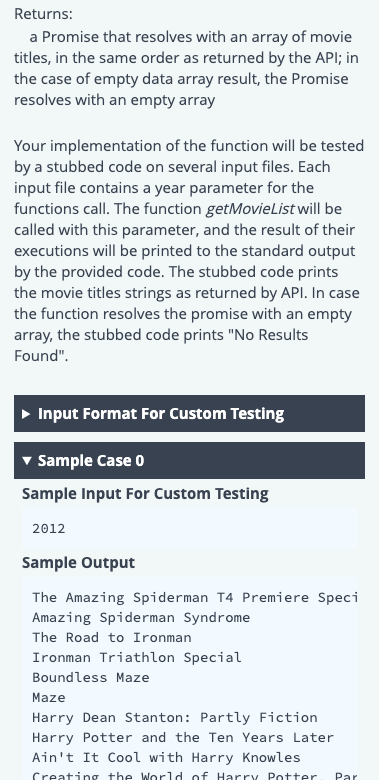 Returns:
a Promise that resolves with an array of movie
titles, in the same order as returned by the API; in
the case of empty data array result, the Promise
resolves with an empty array
Your implementation of the function will be tested
by a stubbed code on several input files. Each
input file contains a year parameter for the
functions call. The function getMovieList will be
called with this parameter, and the result of their
executions will be printed to the standard output
by the provided code. The stubbed code prints
the movie titles strings as returned by API. In case
the function resolves the promise with an empty
array, the stubbed code prints "No Results
Found".
Input Format For Custom Testing
Sample Case 0
Sample Input For Custom Testing
2012
Sample Output
The Amazing Spiderman T4 Premiere Speci
Amazing Spiderman Syndrome
The Road to Ironman
Ironman Triathlon Special
Boundless Maze
Maze
Harry Dean Stanton: Partly Fiction
Harry Potter and the Ten Years Later
Ain't It Cool with Harry Knowles
Creating the World of Harry Potter, Par